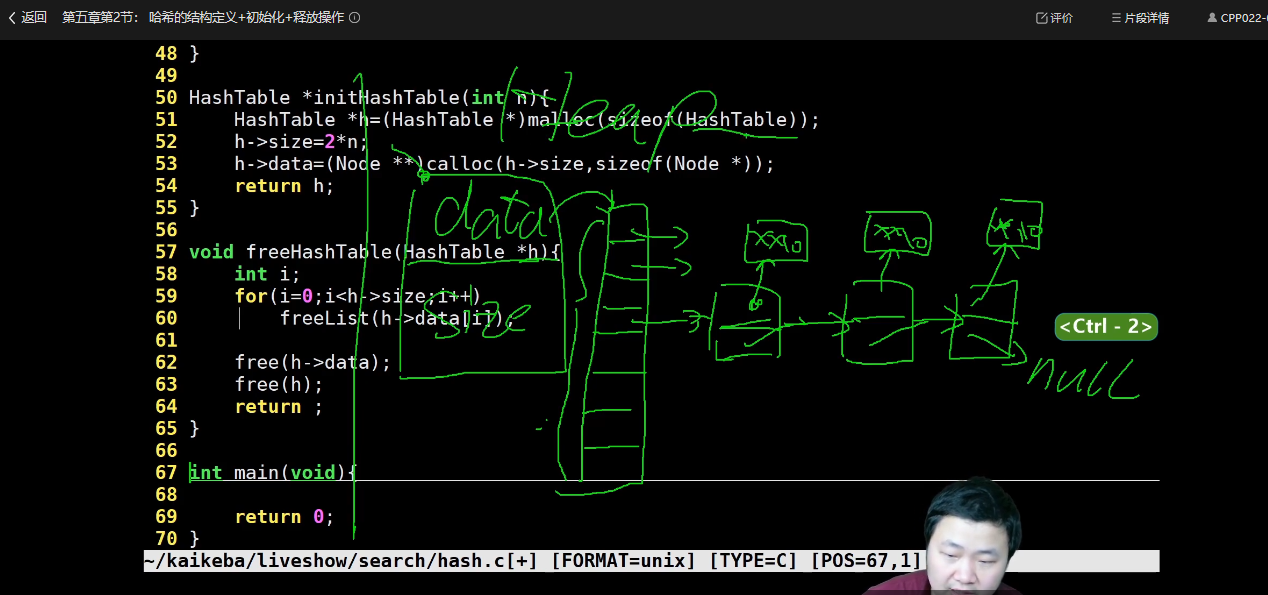 返回 第五章第2节： 哈希的结构定义+初始化+释放操作 评价 片段详情 CPP022-
48 }
49
50 HashTable *initHashTable(int n){
51 HashTable *h=(HashTable *)malloc(sizeof(HashTable));
52 h->size=2*n;
53 h->data=(Node **)calloc(h->size,sizeof(Node *));
54 return h;
55 }
56
57 void freeHashTable(HashTable *h){
58 int i;
59 for(i=0;i<h->size;i++)
60 freeList(h->data[i]);
61
62 free(h->data);
63 free(h);
64 return ;
65 }
66
67 int main(void){
68
69 return 0;
70 }
Heap
data
size
xx\0
xx\0
null
<Ctrl - 2>
~/kaikeba/liveshow/search/hash.c[+] [FORMAT=unix] [TYPE=C] [POS=67,1]